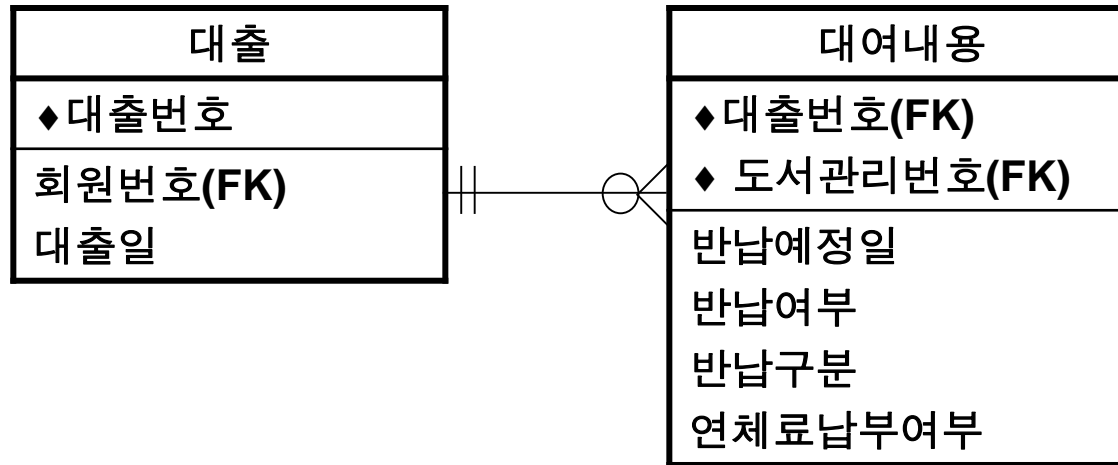 대출
♦대출번호
회원번호(FK)
대출일
대여내용
♦대출번호(FK)
♦ 도서관리번호(FK)
반납예정일
반납여부
반납구분
연체료납부여부